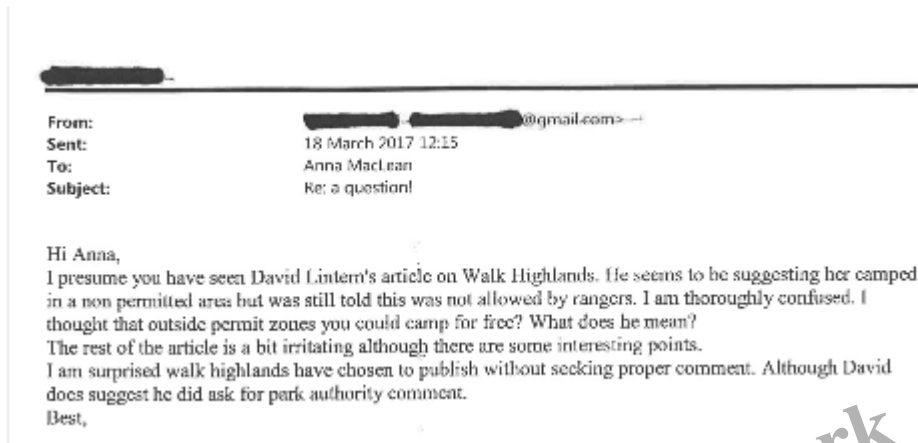 From: @gmail.com>
Sent: 18 March 2017 12:15
To: Anna MacLean
Subject: Re: a question!
Hi Anna,
I presume you have seen David Lintern's article on Walk Highlands. He seems to be suggesting her camped
in a non permitted area but was still told this was not allowed by rangers. I am thoroughly confused. I
thought that outside permit zones you could camp for free? What does he mean?
The rest of the article is a bit irritating although there are some interesting points.
I am surprised walk highlands have chosen to publish without seeking proper comment. Although David
does suggest he did ask for park authority comment.
Best,